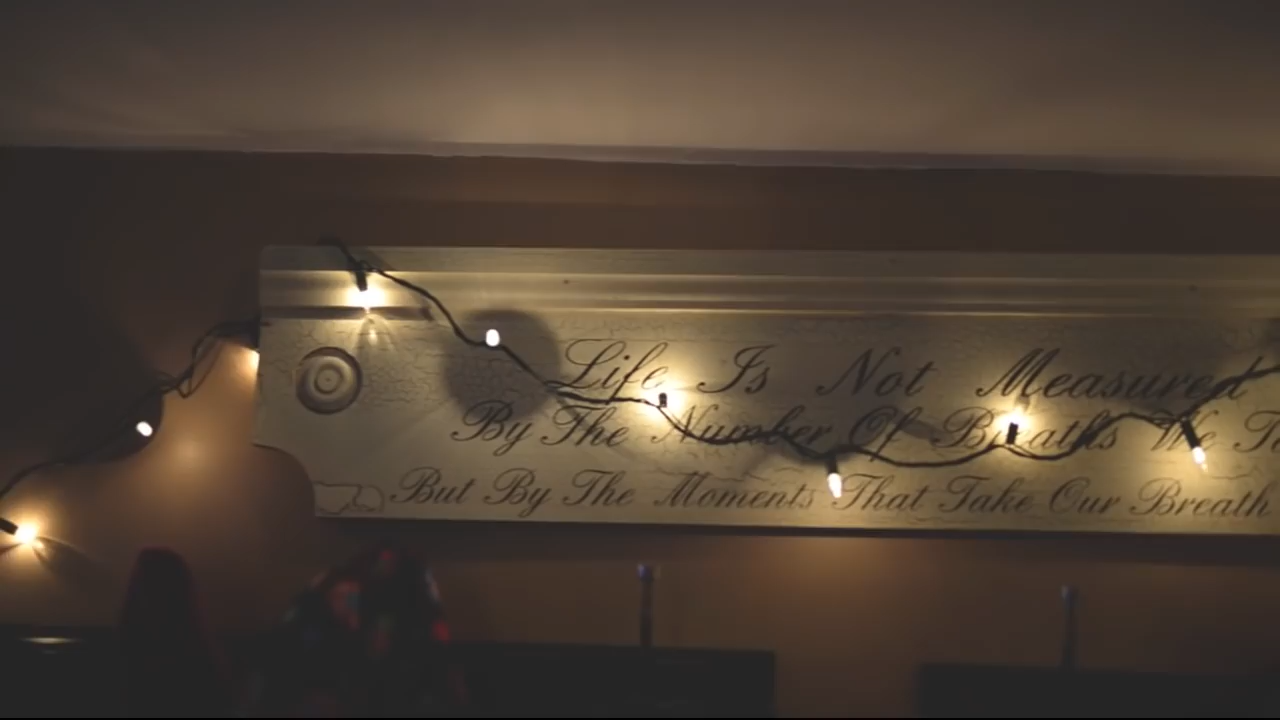 Life Is Not Measured
By The Number Of Breaths We
But By The Moments That Take Our Breath